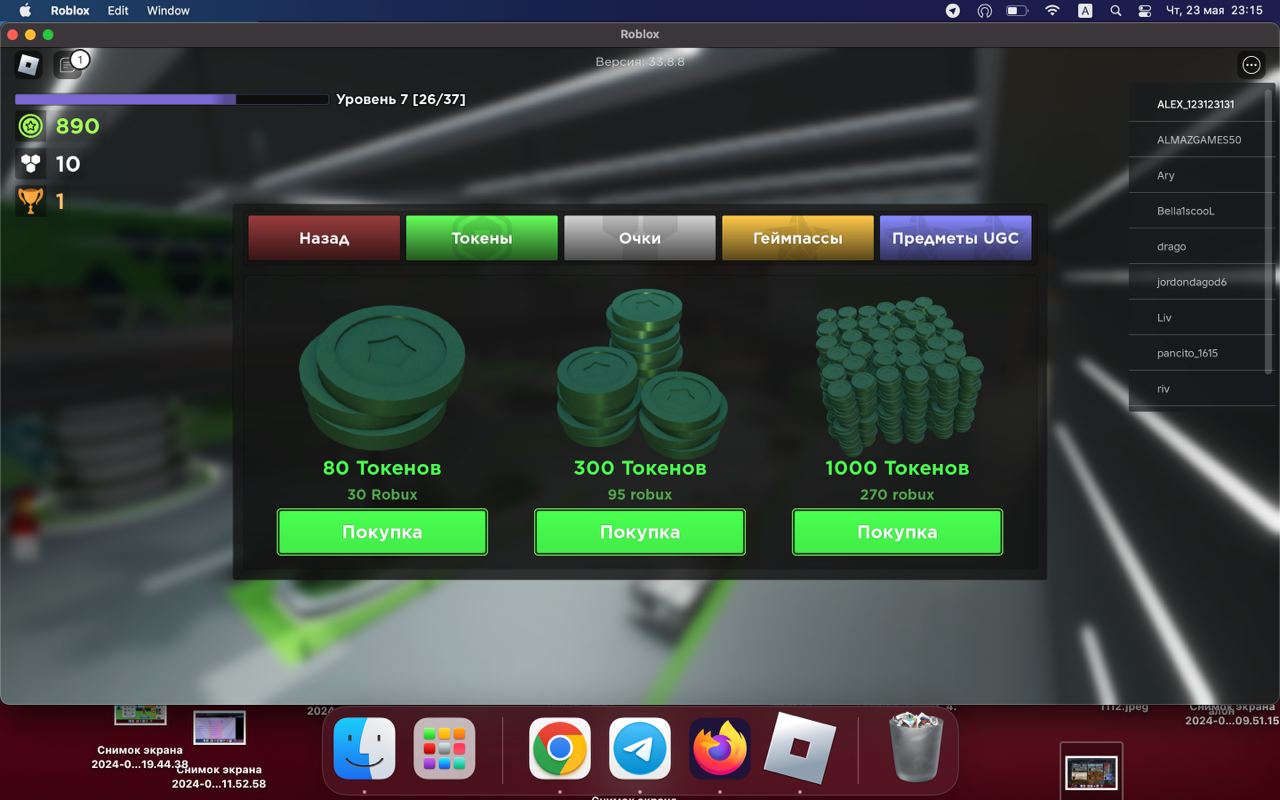 Roblox Edit Window
A
Чт, 23 мая 23:15
Roblox
1
Версия: 33.8.8
Уровень 7 [26/37]
890
10
1
ALEX_123123131
ALMAZGAMES50
Ary
Bella1scooL
drago
jordondagod6
Liv
pancito_1615
riv
Назад
Токены
Очки
Геймпассы
Предметы UGC
80 Токенов
30 Robux
Покупка
300 Токенов
95 robux
Покупка
1000 Токенов
270 robux
Покупка
Снимок экрана
2024-0...19.44.38
Снимок экрана
2024-0...11.52.58
2024
1112.jpeg
Снимок экрана
2024-0...09.51.15
Снимок экрана